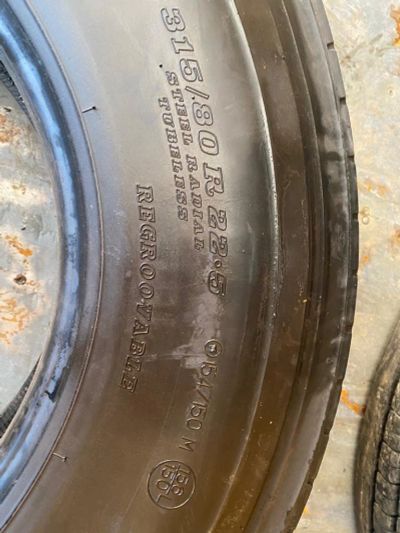 315/80 R 22.5
STEEL RADIAL
TUBELESS
REGROOVABLE
154/150 M
156
150L